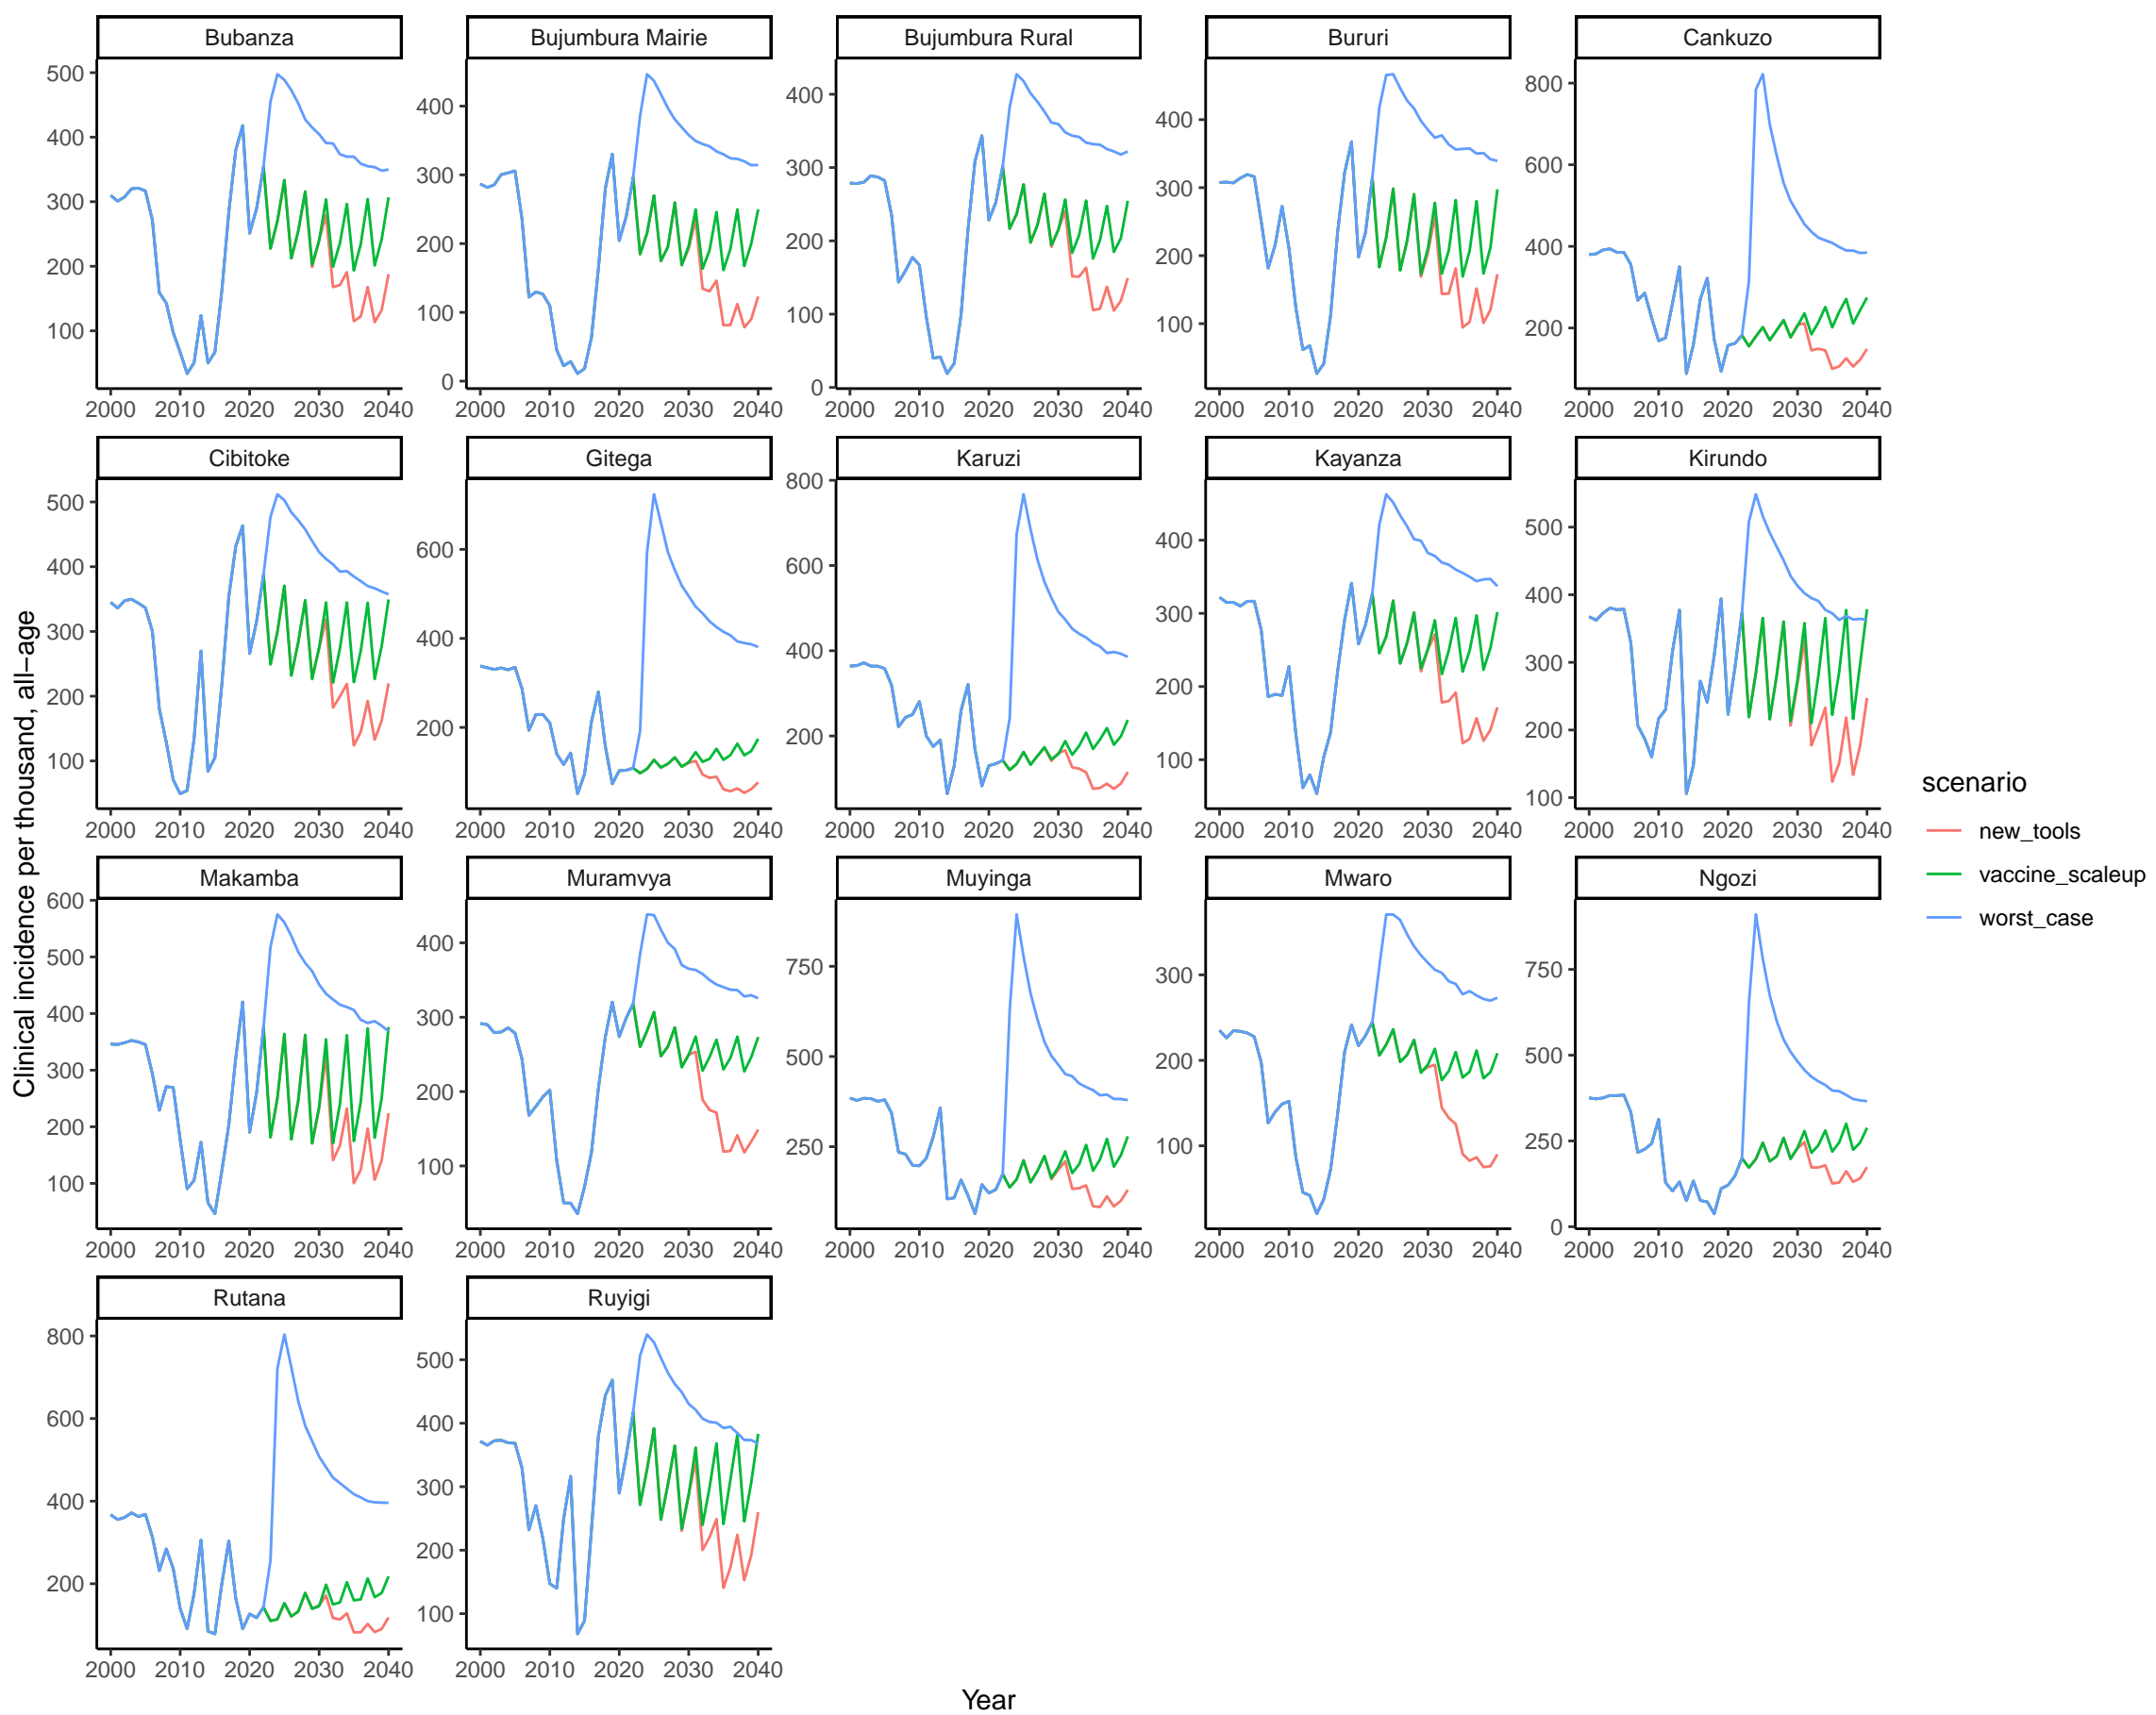 Bubanza
Bujumbura Mairie
Bujumbura Rural
Bururi
Cankuzo
500
400
300
200
100
400
300
200
100
0
400
300
200
100
0
400
300
200
100
800
600
400
200
2000 2010 2020 2030 2040
2000 2010 2020 2030 2040
2000 2010 2020 2030 2040
2000 2010 2020 2030 2040
2000 2010 2020 2030 2040
Cibitoke
Gitega
Karuzi
Kayanza
Kirundo
500
400
300
200
100
600
400
200
800
600
400
200
400
300
200
100
500
400
300
200
100
2000 2010 2020 2030 2040
2000 2010 2020 2030 2040
2000 2010 2020 2030 2040
2000 2010 2020 2030 2040
2000 2010 2020 2030 2040
Makamba
Muramvya
Muyinga
Mwaro
Ngozi
600
500
400
300
200
100
400
300
200
100
750
500
250
300
200
100
750
500
250
0
2000 2010 2020 2030 2040
2000 2010 2020 2030 2040
2000 2010 2020 2030 2040
2000 2010 2020 2030 2040
2000 2010 2020 2030 2040
Rutana
Ruyigi
800
600
400
200
500
400
300
200
100
2000 2010 2020 2030 2040
2000 2010 2020 2030 2040
Year
Clinical incidence per thousand, all−age
scenario
new_tools
vaccine_scaleup
worst_case